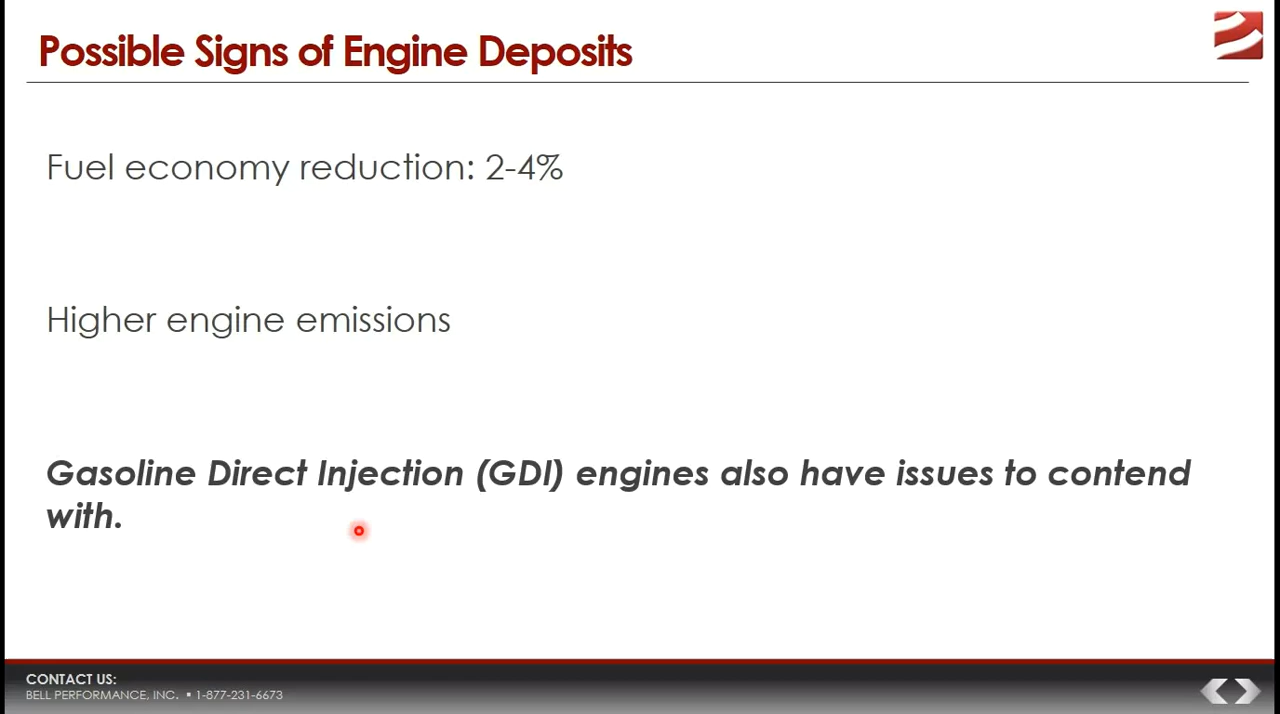 Possible Signs of Engine Deposits
Fuel economy reduction: 2-4%
Higher engine emissions
Gasoline Direct Injection (GDI) engines also have issues to contend
with.
CONTACT US:
BELL PERFORMANCE, INC. ▪ 1-877-231-6673